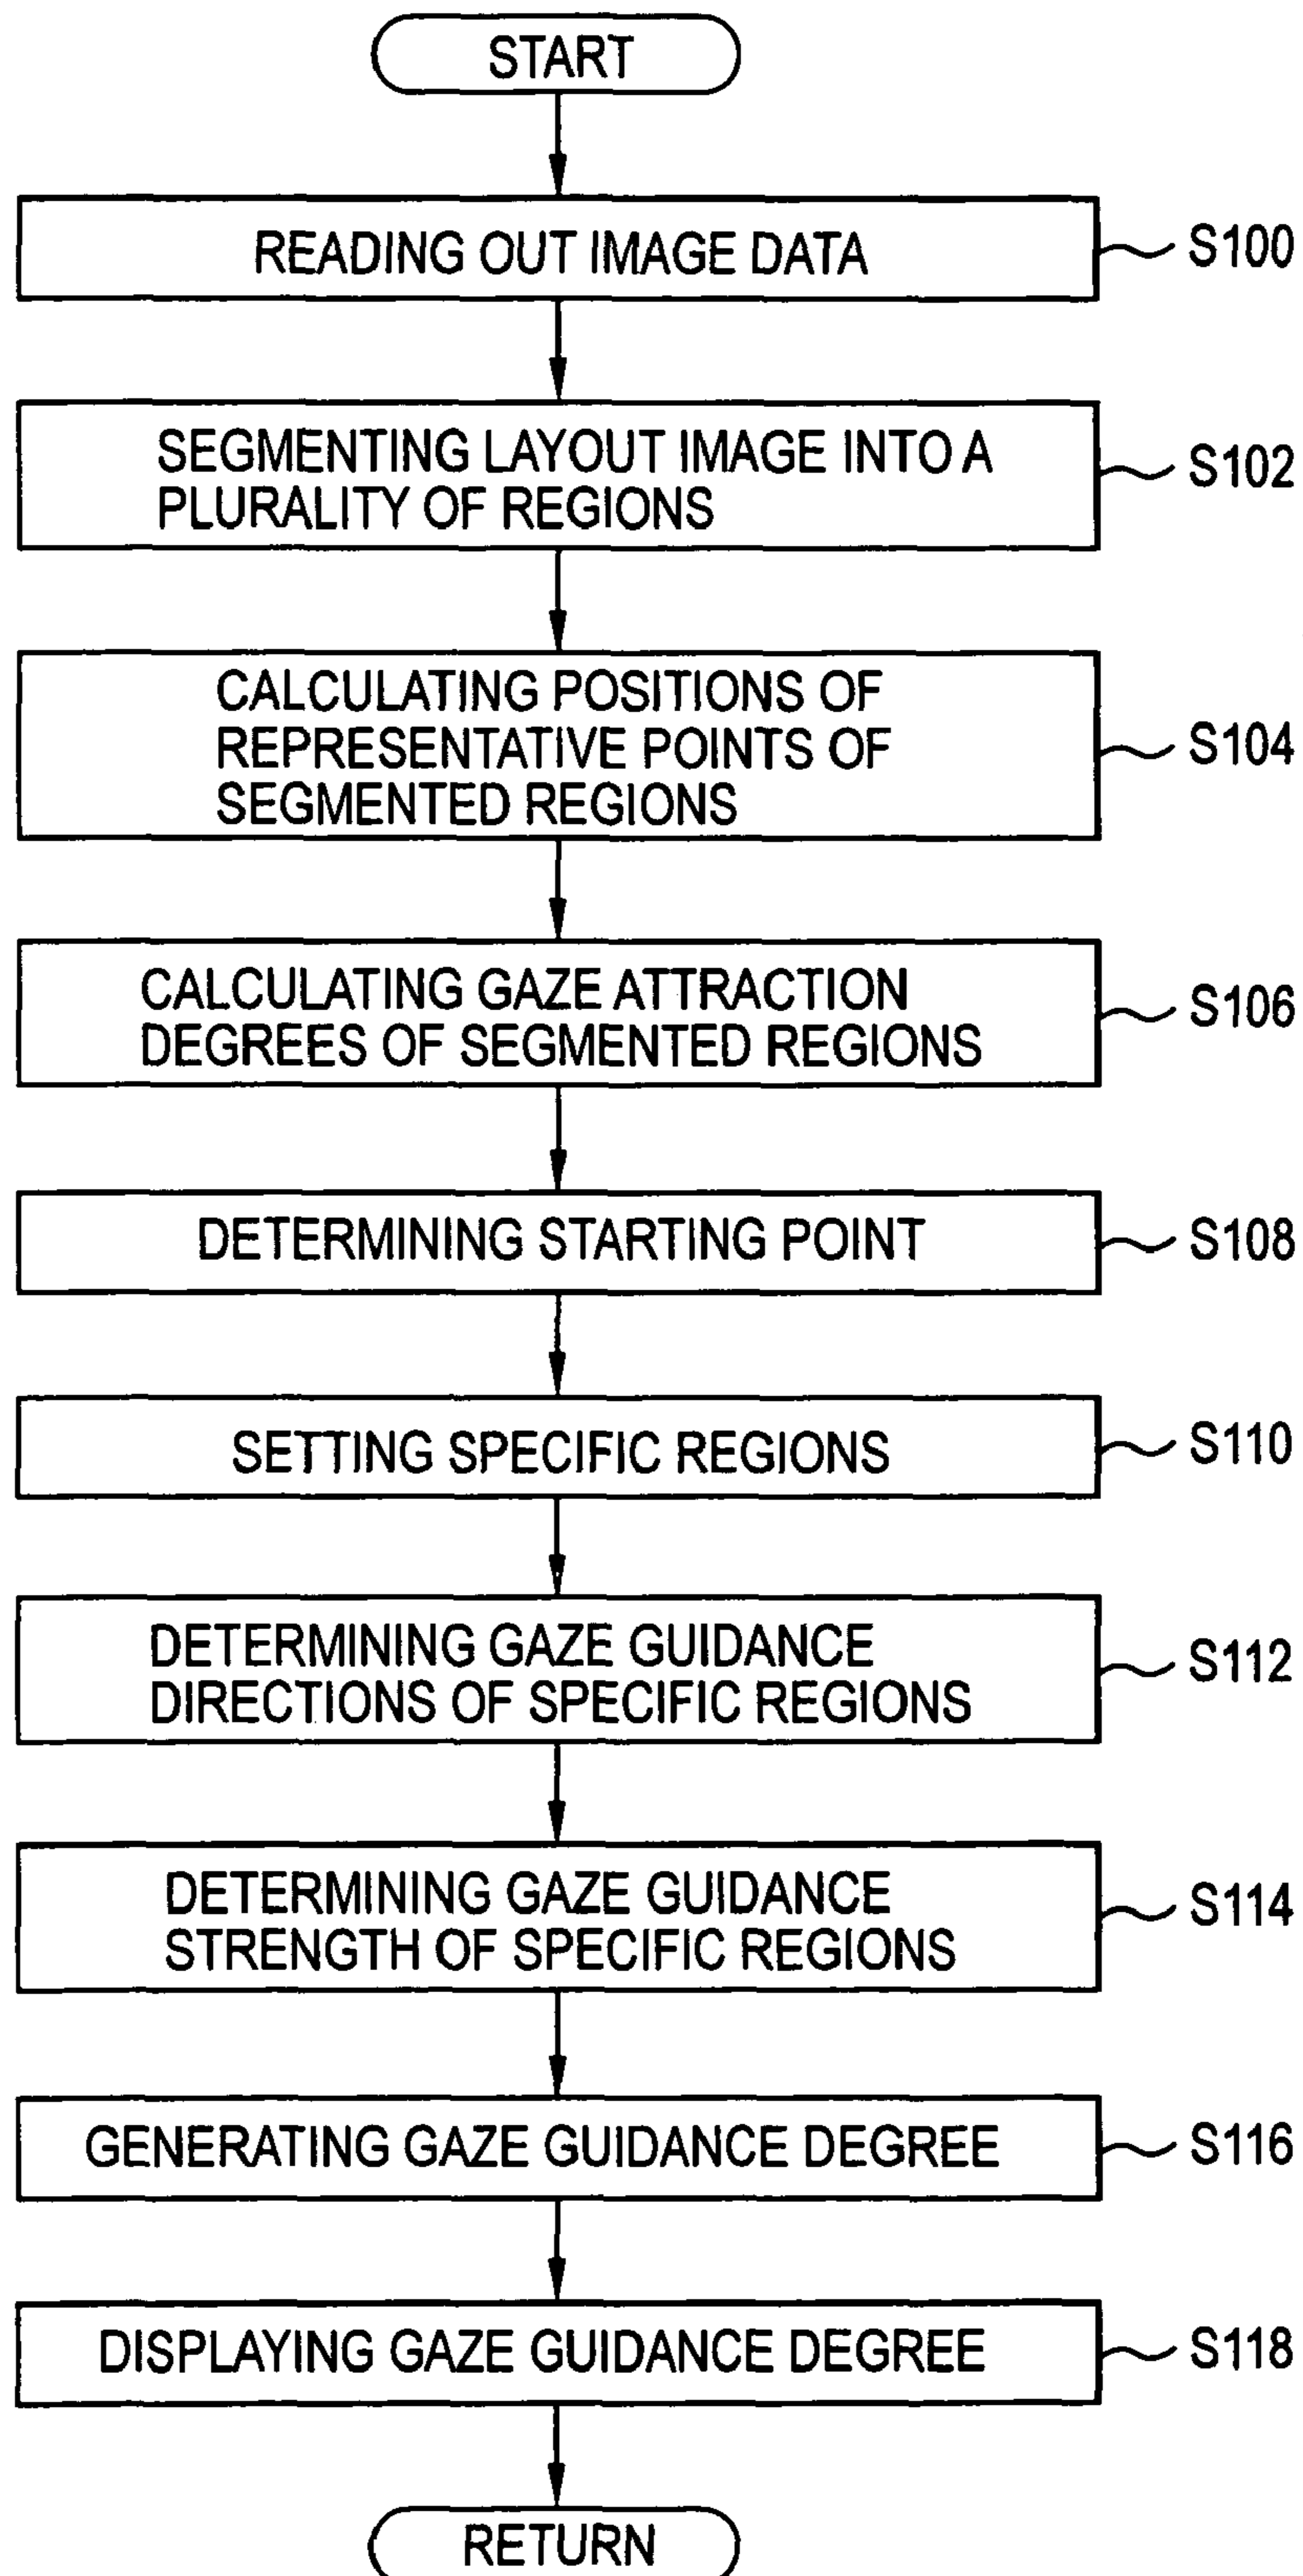 START
READING OUT IMAGE DATA
S100
SEGMENTING LAYOUT IMAGE INTO A
PLURALITY OF REGIONS
S102
CALCULATING POSITIONS OF
REPRESENTATIVE POINTS OF
SEGMENTED REGIONS
S104
CALCULATING GAZE ATTRACTION
DEGREES OF SEGMENTED REGIONS
S106
DETERMINING STARTING POINT
S108
SETTING SPECIFIC REGIONS
S110
DETERMINING GAZE GUIDANCE
DIRECTIONS OF SPECIFIC REGIONS
S112
DETERMINING GAZE GUIDANCE
STRENGTH OF SPECIFIC REGIONS
S114
GENERATING GAZE GUIDANCE DEGREE
S116
DISPLAYING GAZE GUIDANCE DEGREE
S118
RETURN